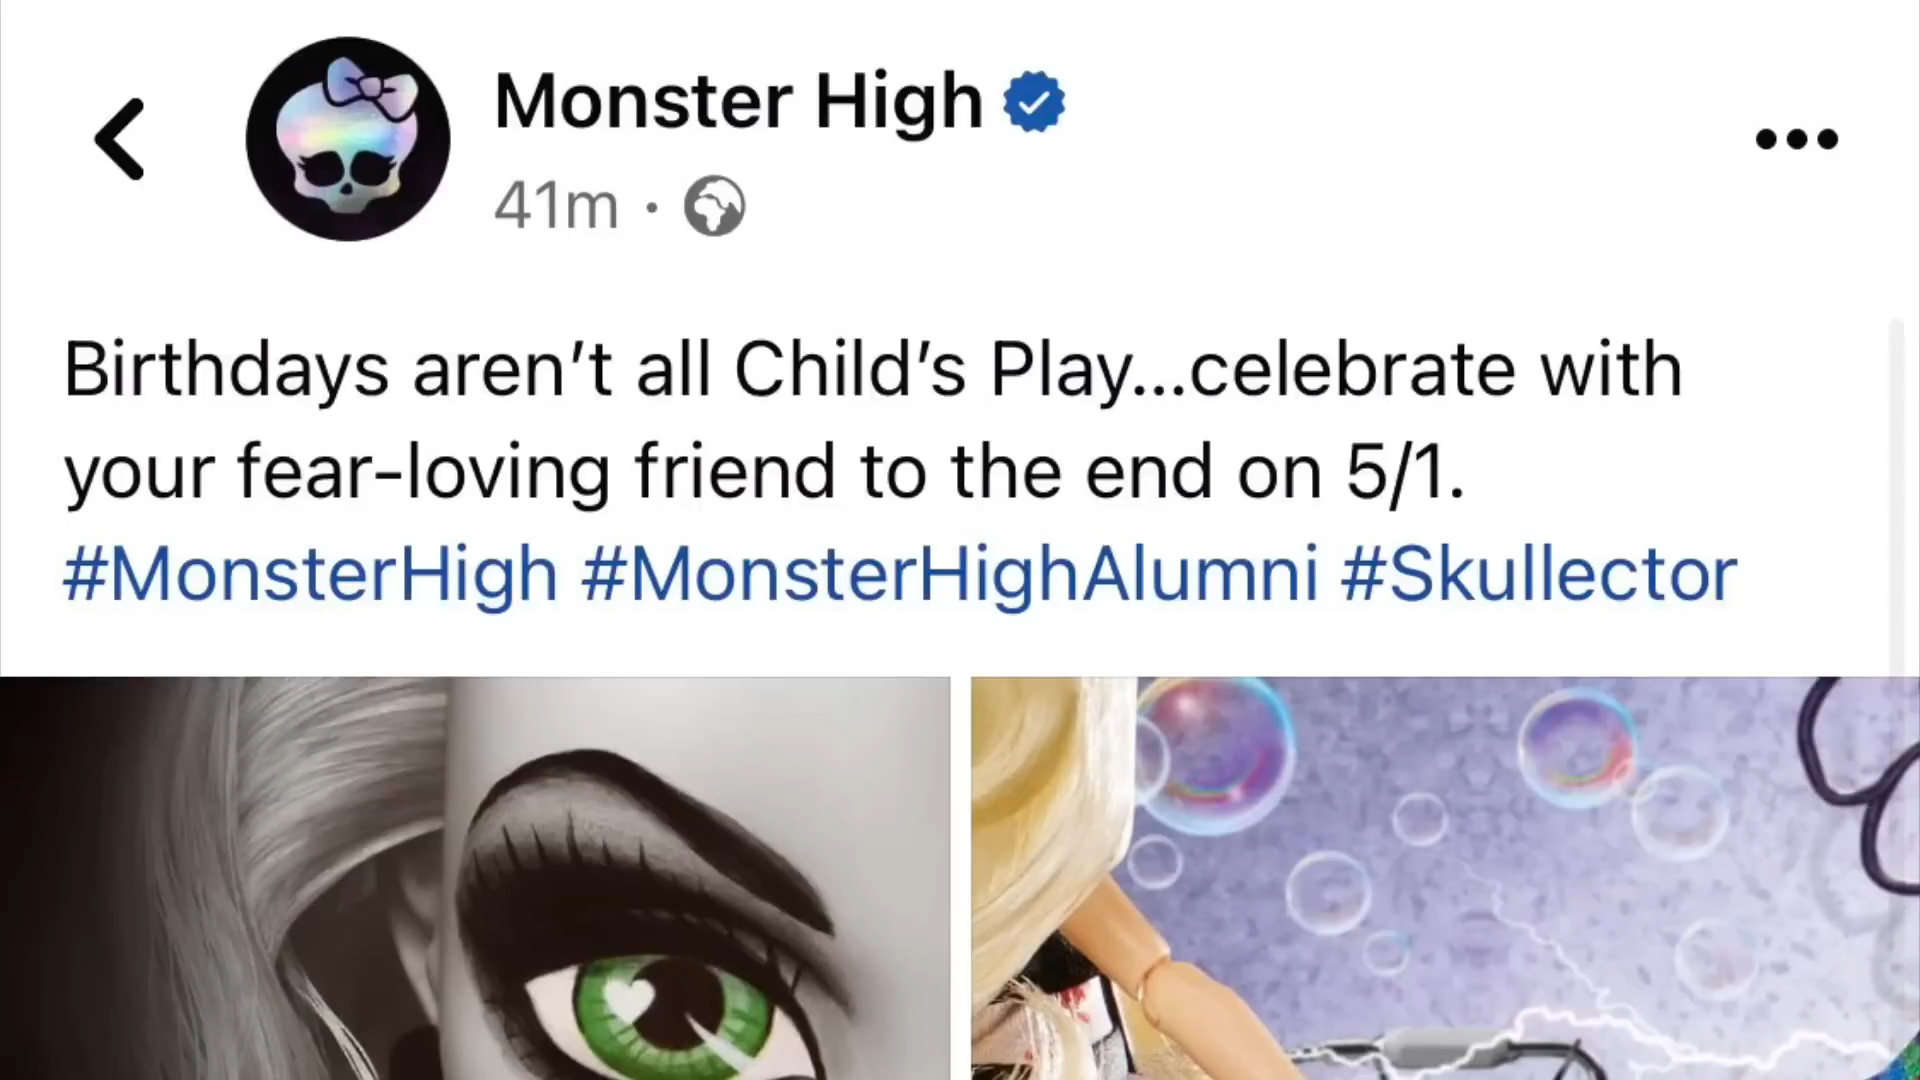 Monster High
41m ·
Birthdays aren’t all Child’s Play...celebrate with
your fear-loving friend to the end on 5/1.
#MonsterHigh #MonsterHighAlumni #Skullector